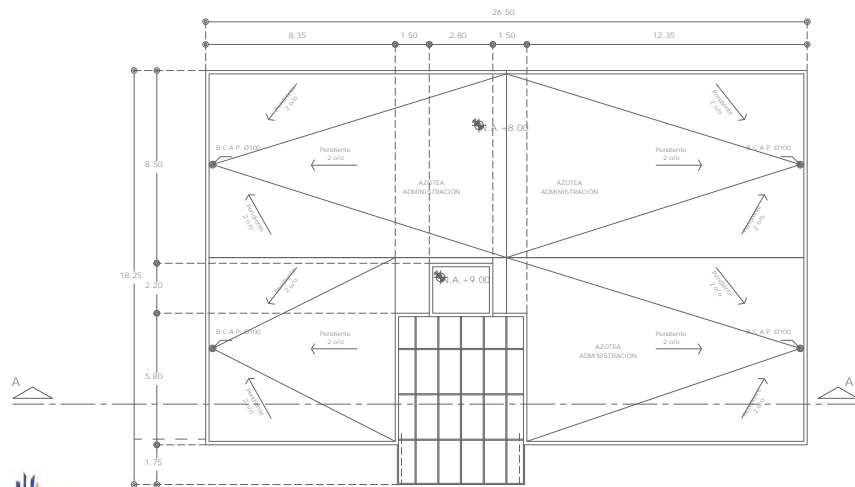 26.50
8.35
1.50
2.80
1.50
12.35
Pendiente
2 o/o
Pendiente
2 o/o
N.A. +8.00
8.50
B.C.A.P. Ø100
Pendiente
2 o/o
Pendiente
2 o/o
B.C.A.P. Ø100
AZOTEA
ADMINISTRACIÓN
AZOTEA
ADMINISTRACIÓN
Pendiente
2 o/o
Pendiente
2 o/o
18.25
2.20
N.A. +9.00
Pendiente
2 o/o
Pendiente
2 o/o
B.C.A.P. Ø100
Pendiente
2 o/o
AZOTEA
ADMINISTRACIÓN
Pendiente
2 o/o
B.C.A.P. Ø100
5.80
A
A
Pendiente
2 o/o
Pendiente
2 o/o
1.75